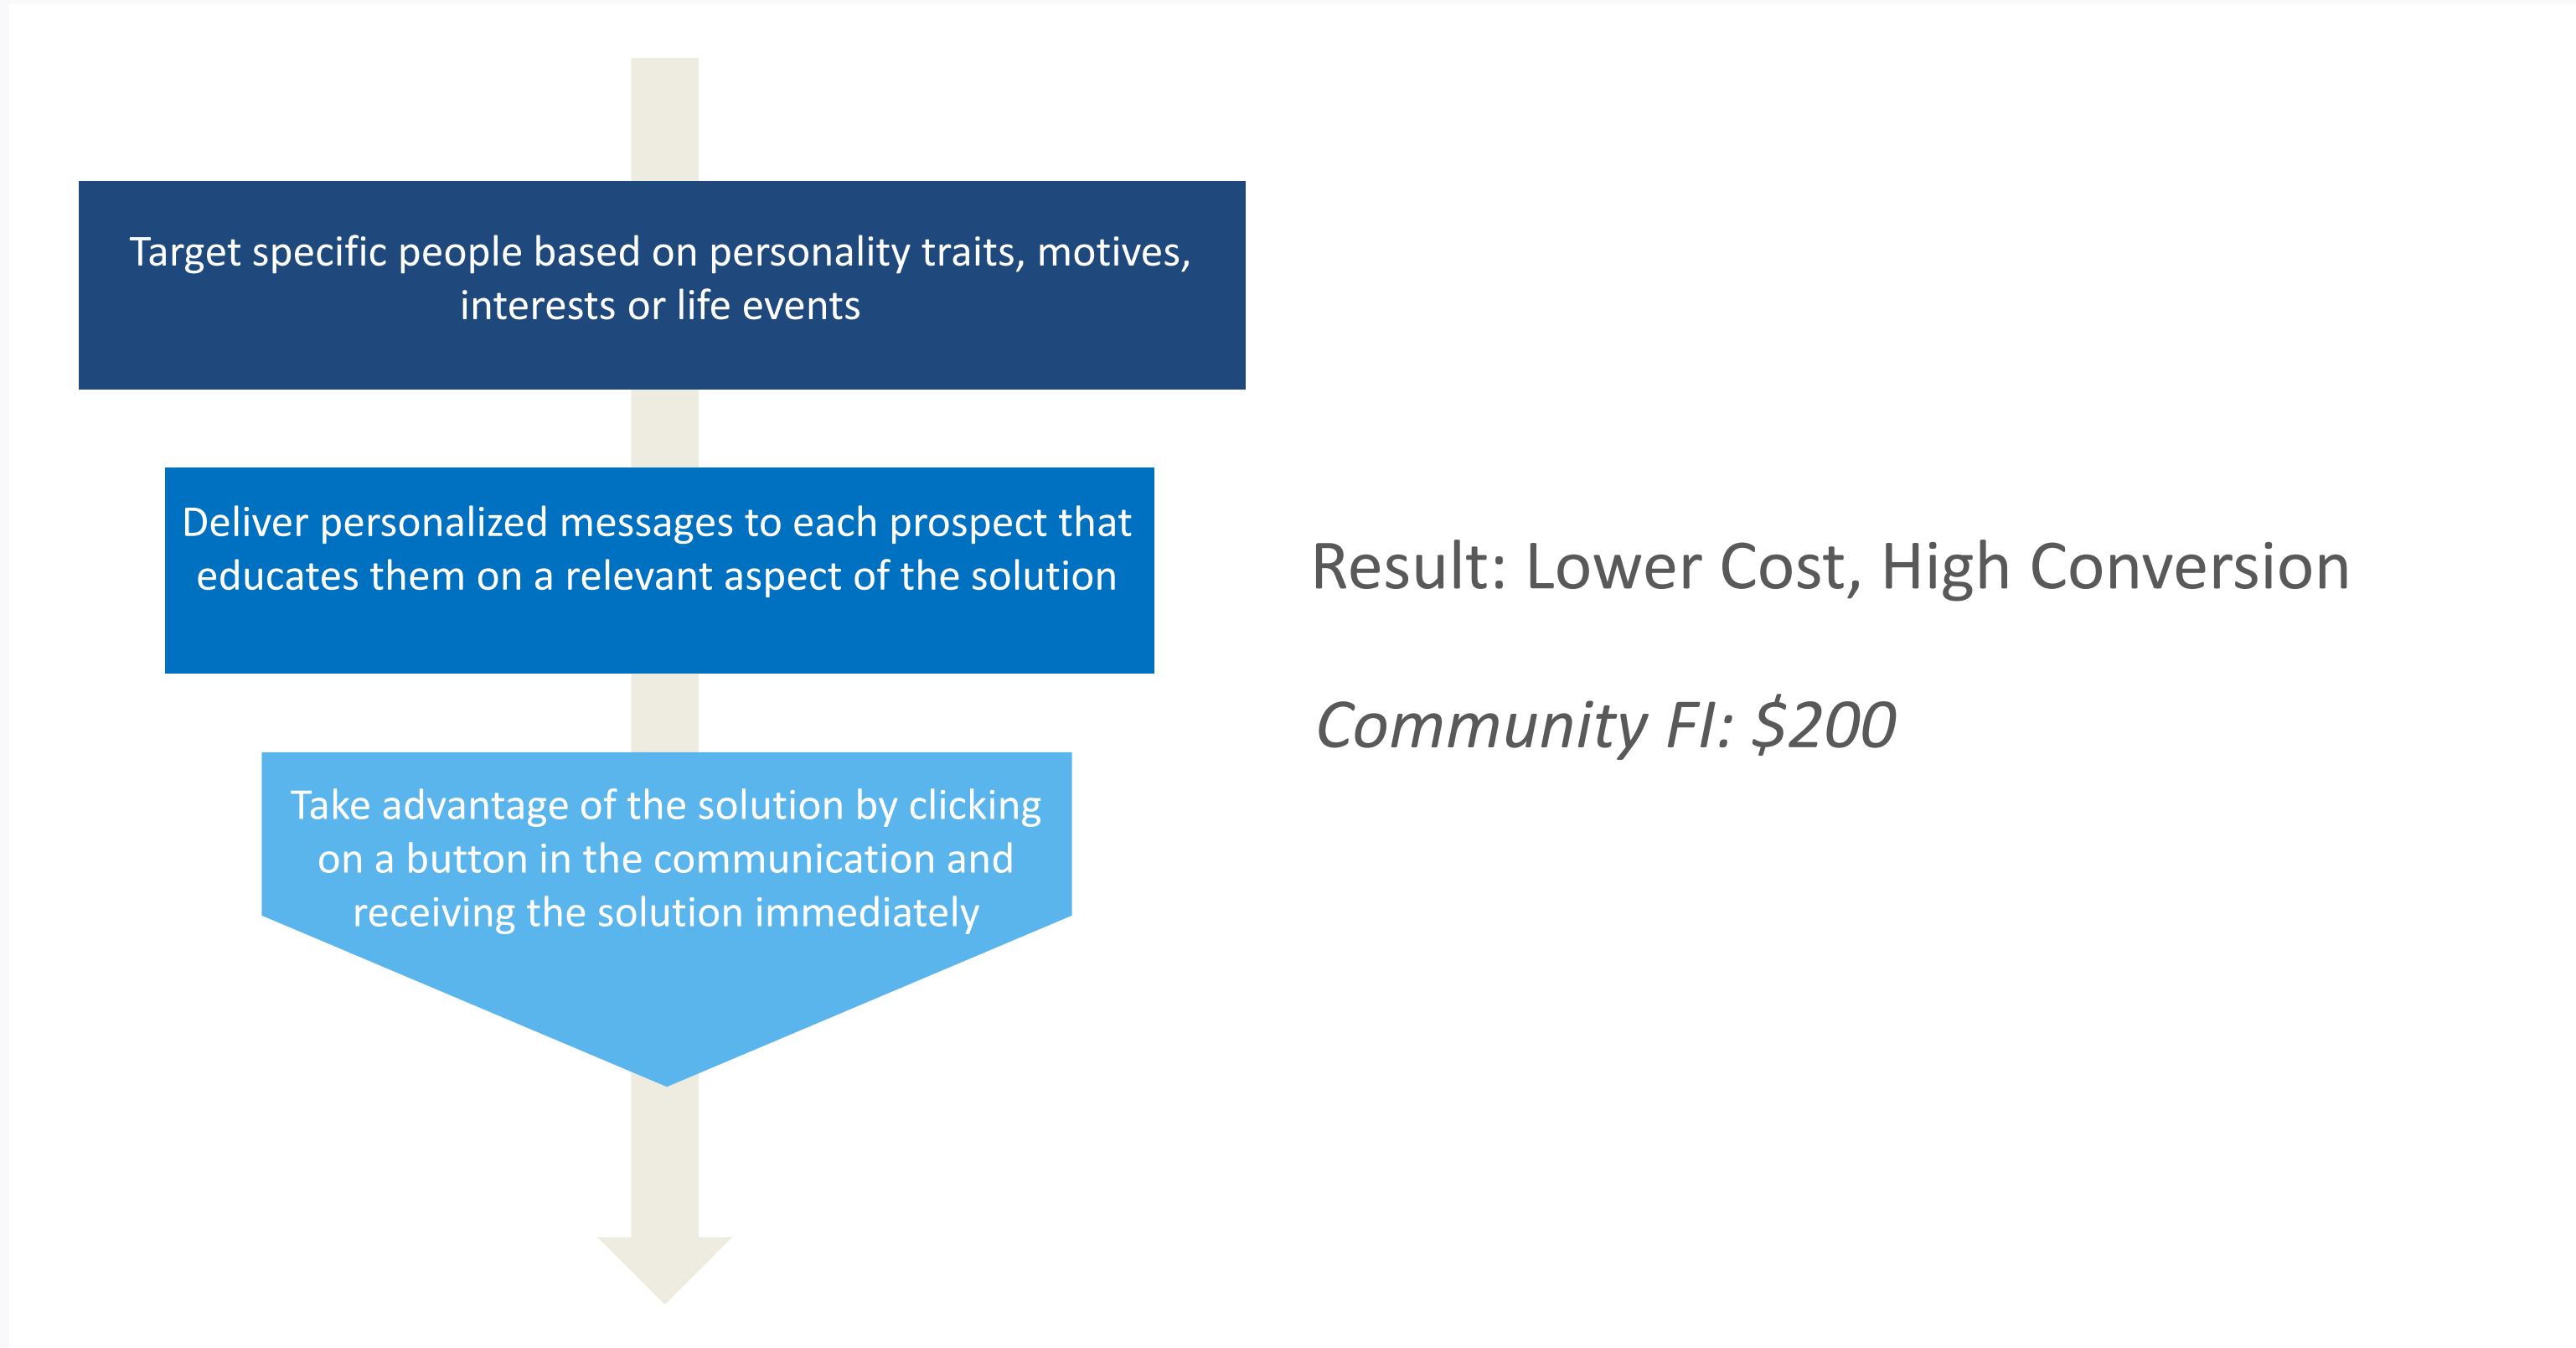 Target specific people based on personality traits, motives,
interests or life events
Deliver personalized messages to each prospect that
educates them on a relevant aspect of the solution
Take advantage of the solution by clicking
on a button in the communication and
receiving the solution immediately
Result: Lower Cost, High Conversion
Community FI: $200